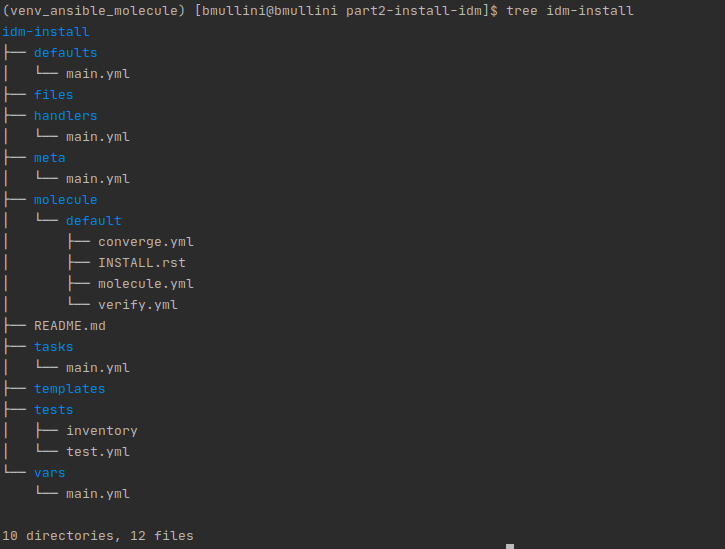 (venv_ansible_molecule) [bmullini@bmullini part2-install-idm]$ tree idm-install
idm-install
├── defaults
│   └── main.yml
├── files
├── handlers
│   └── main.yml
├── meta
│   └── main.yml
├── molecule
│   └── default
│       ├── converge.yml
│       ├── INSTALL.rst
│       ├── molecule.yml
│       └── verify.yml
├── README.md
├── tasks
│   └── main.yml
├── templates
├── tests
│   ├── inventory
│   └── test.yml
└── vars
    └── main.yml

10 directories, 12 files